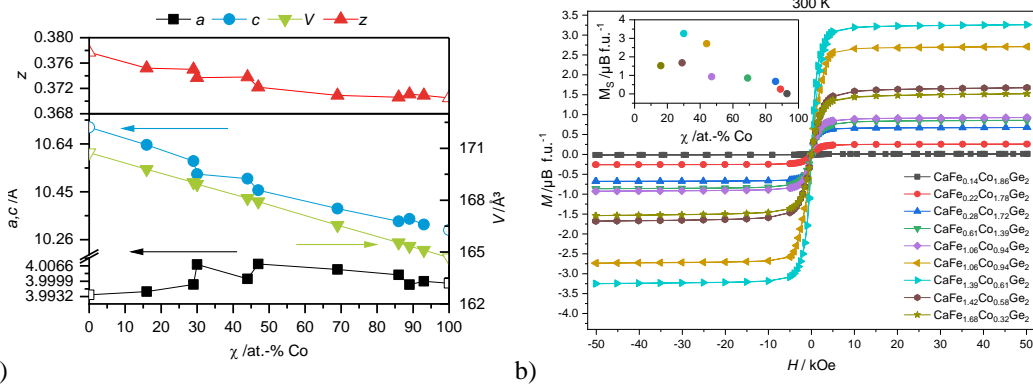 a c V z
0.380
0.376
0.372
0.368
z
10.64
10.45
10.26
4.0066
3.9999
3.9932
a,c /Å
171
168
165
162
V /Å³
0 20 40 60 80 100
χ /at.-% Co
)
b)
300 K
3.5
3.0
2.5
2.0
1.5
1.0
0.5
0.0
-0.5
-1.0
-1.5
-2.0
-2.5
-3.0
-3.5
-4.0
M /μB f.u.⁻¹
4
3
2
1
0
M_S /μB f.u.⁻¹
0 20 40 60 80 100
χ /at.-% Co
CaFe₀.₁₄Co₁.₈₆Ge₂
CaFe₀.₂₂Co₁.₇₈Ge₂
CaFe₀.₂₈Co₁.₇₂Ge₂
CaFe₀.₆₁Co₁.₃₉Ge₂
CaFe₁.₀₆Co₀.₉₄Ge₂
CaFe₁.₀₆Co₀.₉₄Ge₂
CaFe₁.₃₉Co₀.₆₁Ge₂
CaFe₁.₄₂Co₀.₅₈Ge₂
CaFe₁.₆₈Co₀.₃₂Ge₂
-50 -40 -30 -20 -10 0 10 20 30 40 50
H / kOe